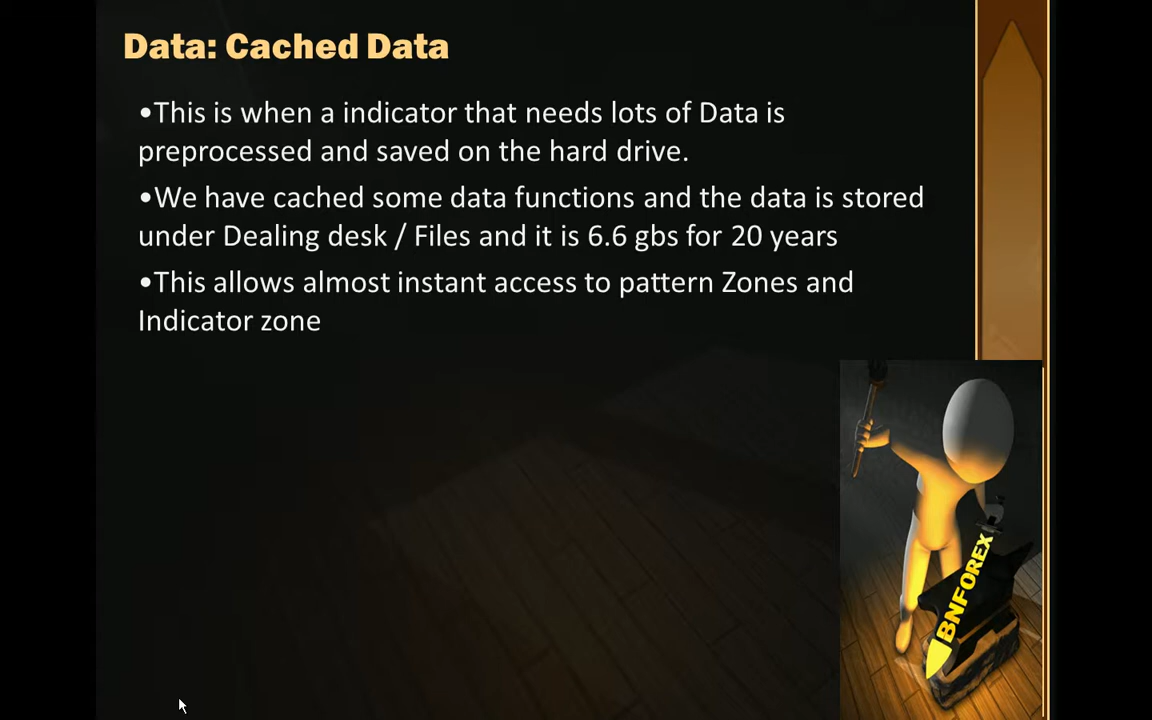 Data: Cached Data
•This is when a indicator that needs lots of Data is
preprocessed and saved on the hard drive.
•We have cached some data functions and the data is stored
under Dealing desk / Files and it is 6.6 gbs for 20 years
•This allows almost instant access to pattern Zones and
Indicator zone
BNFOREX